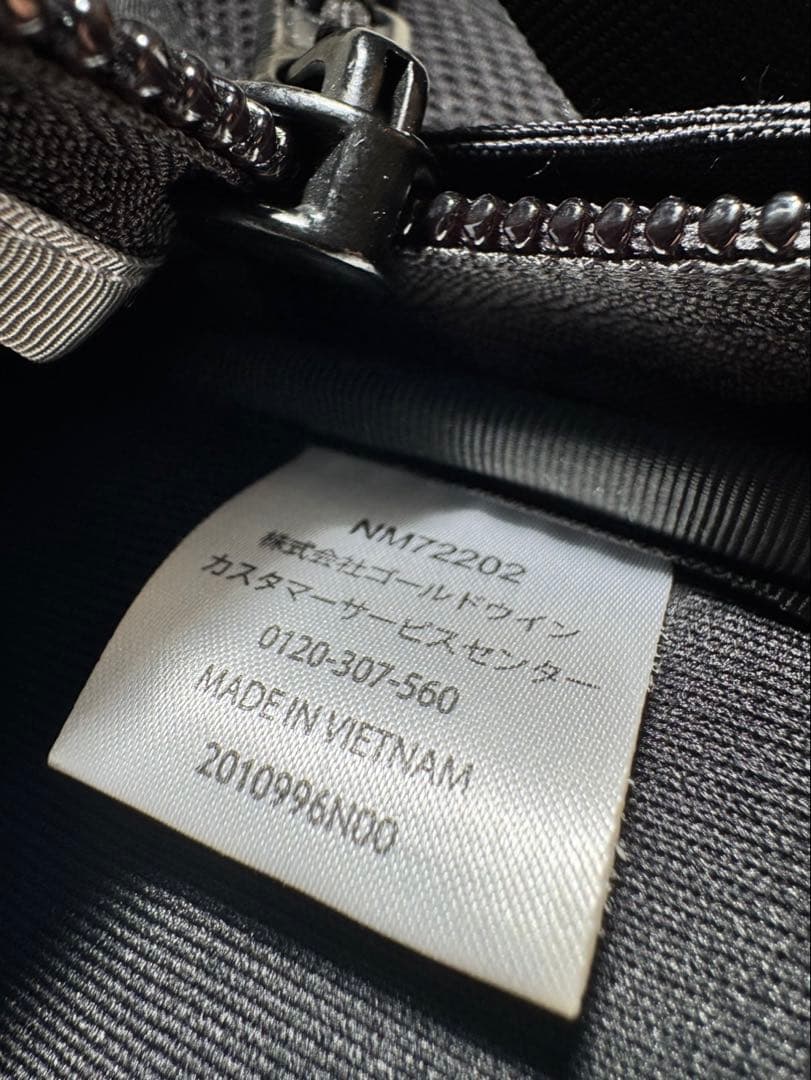 NM72202
株式会社ゴールドウイン
カスタマーサービスセンター
0120-307-560
MADE IN VIETNAM
2010996N00